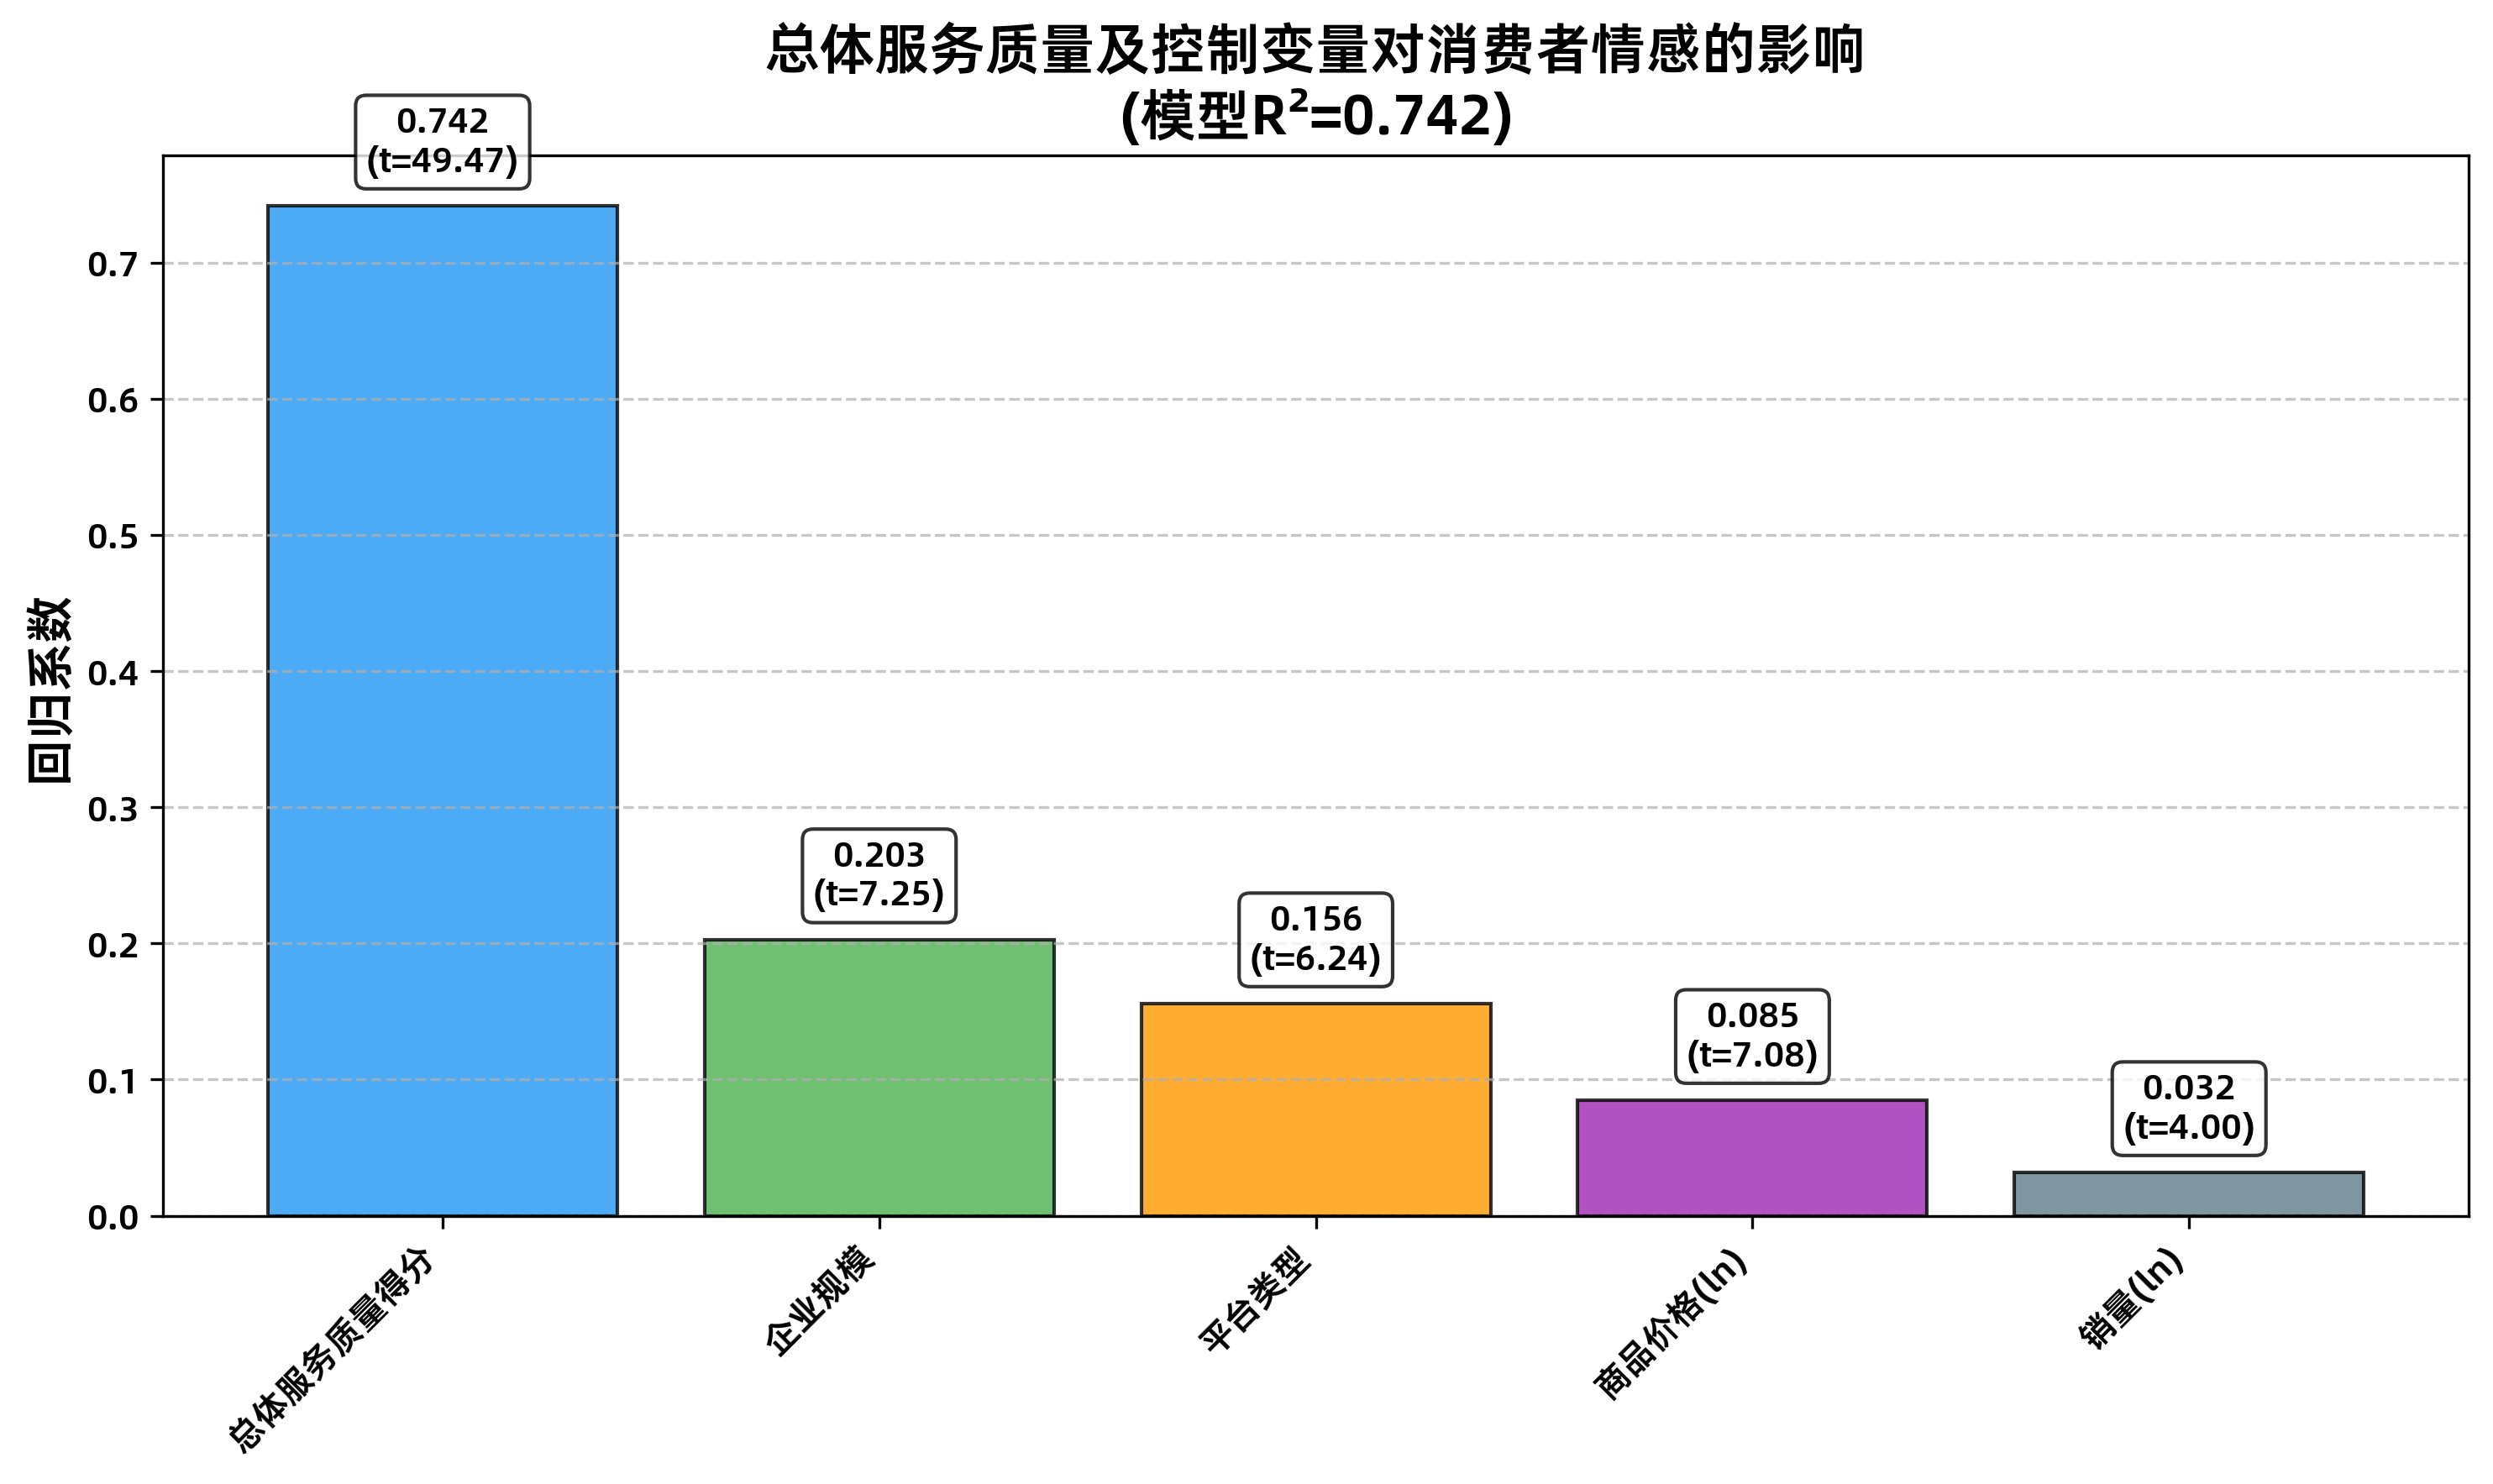 总体服务质量及控制变量对消费者情感的影响
(模型R²=0.742)
0.742
(t=49.47)
0.203
(t=7.25)
0.156
(t=6.24)
0.085
(t=7.08)
0.032
(t=4.00)
回归系数
0.7
0.6
0.5
0.4
0.3
0.2
0.1
0.0
总体服务质量得分
企业规模
平台类型
商品价格(ln)
销量(ln)